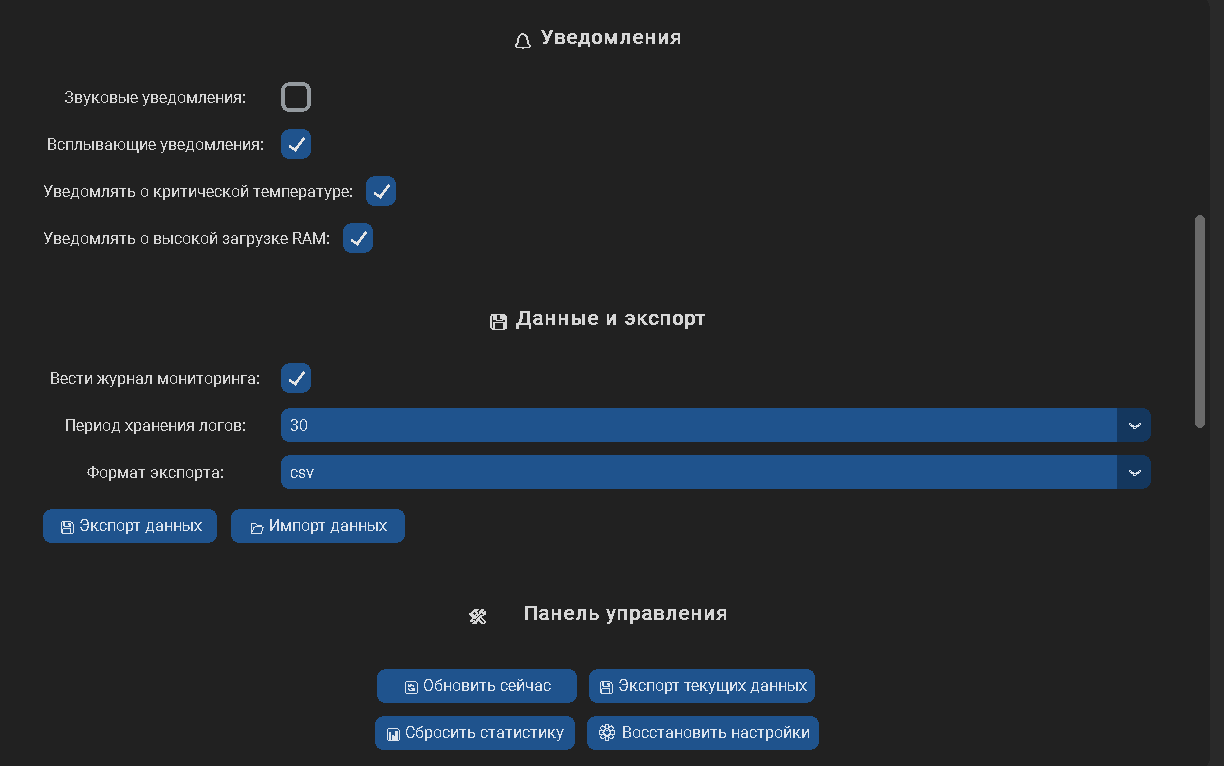 Уведомления
Звуковые уведомления:
Всплывающие уведомления:
Уведомлять о критической температуре:
Уведомлять о высокой загрузке RAM:
Данные и экспорт
Вести журнал мониторинга:
Период хранения логов: 30
Формат экспорта: csv
Экспорт данных Импорт данных
Панель управления
Обновить сейчас Экспорт текущих данных
Сбросить статистику Восстановить настройки